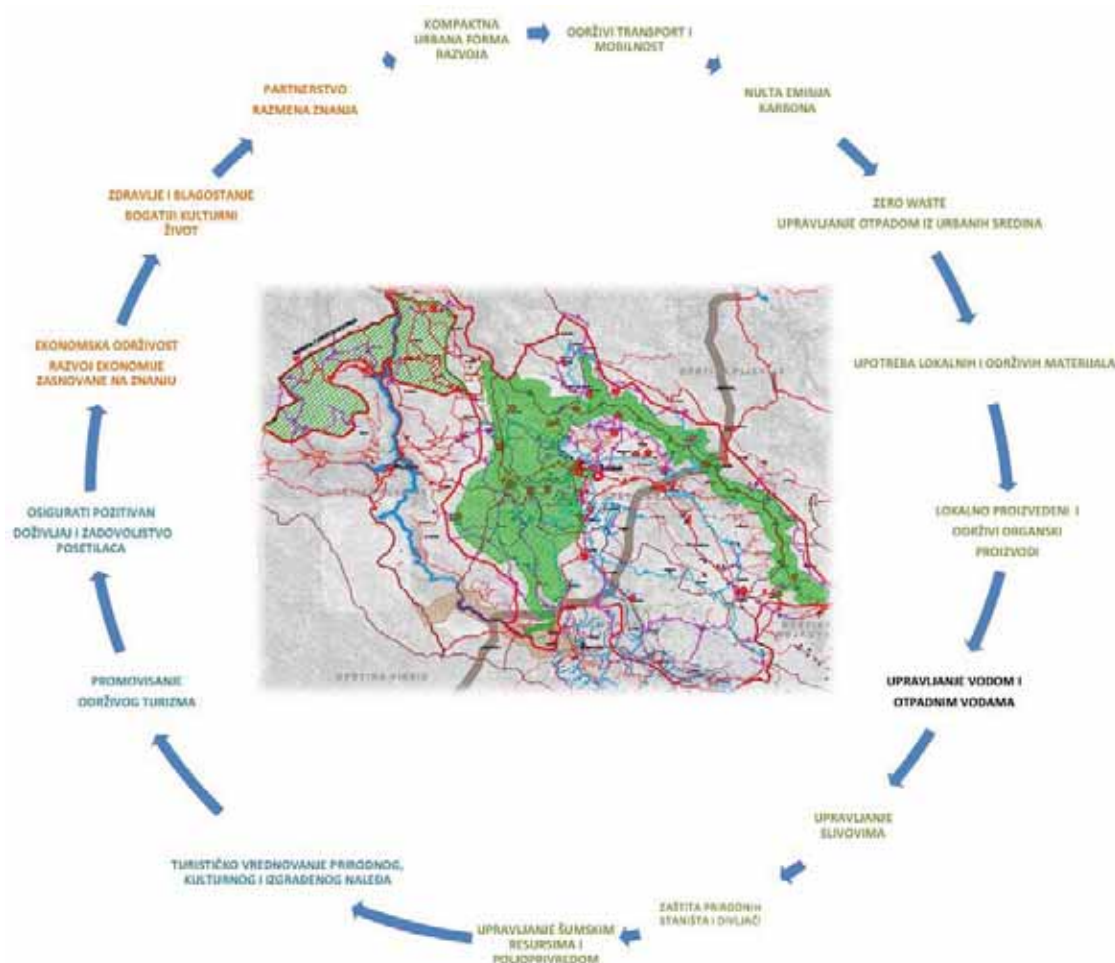 KOMPAKTNA
URBANA FORMA
RAZVOJA
ODRŽIVI TRANSPORT I
MOBILNOST
NULTA EMISIJA
KARBONA
ZERO WASTE
UPRAVLJANJE OTPADOM IZ URBANIH SREDINA
UPOTREBA LOKALNIH I ODRŽIVIH MATERIJALA
LOKALNO PROIZVEDENI I
ODRŽIVI ORGANSKI
PROIZVODI
UPRAVLJANJE VODOM I
OTPADNIM VODAMA
UPRAVLJANJE
SLIVOVIMA
ZAŠTITA PRIRODNIH
STANIŠTA I DIVLJAČI
UPRAVLJANJE ŠUMSKIM
RESURSIMA I
POLJOPRIVREDOM
TURISTIČKO VREDNOVANJE PRIRODNOG,
KULTURNOG I IZGRAĐENOG NALEĐA
PROMOVISANJE
ODRŽIVOG TURIZMA
OSIGURATI POZITIVAN
DOŽIVLJAJ I ZADOVOLJSTVO
POSETILACA
EKONOMSKA ODRŽIVOST
RAZVOJ EKONOMIJE
ZASNOVANE NA ZNANJU
ZDRAVLJE I BLAGOSTANJE
BOGATIJI KULTURNI
ŽIVOT
PARTNERSTVO
RAZMENA ZNANJA